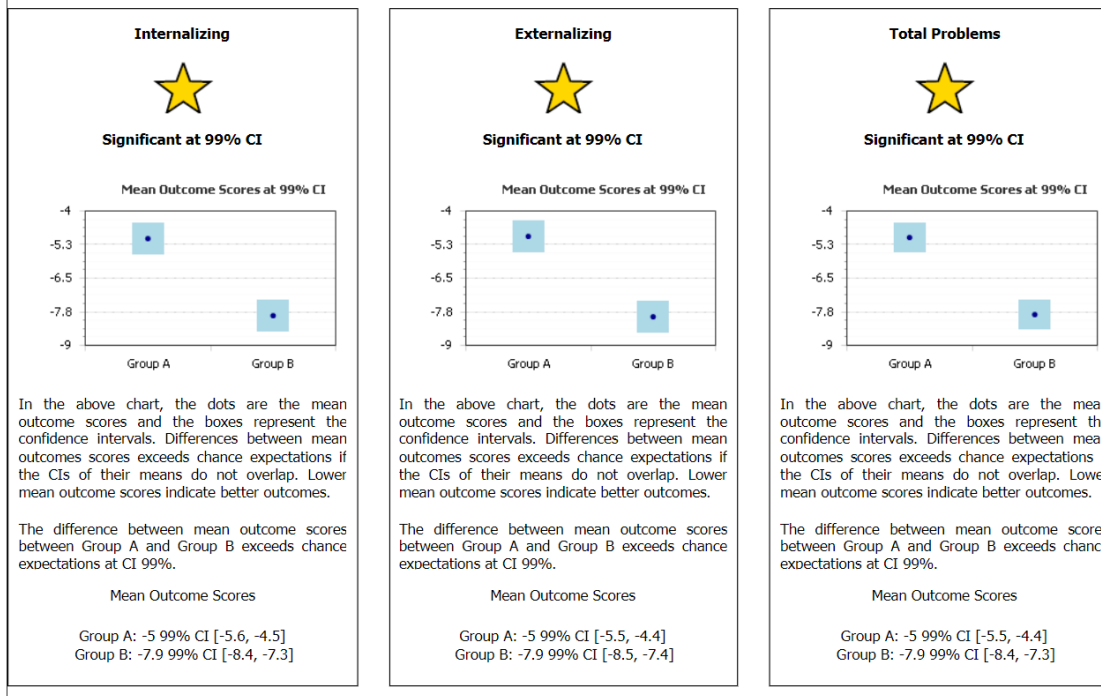 Internalizing
Significant at 99% CI
Mean Outcome Scores at 99% CI
-4
-5.3
-6.5
-7.8
-9
Group A
Group B
In the above chart, the dots are the mean
outcome scores and the boxes represent the
confidence intervals. Differences between mean
outcomes scores exceeds chance expectations if
the CIs of their means do not overlap. Lower
mean outcome scores indicate better outcomes.
The difference between mean outcome scores
between Group A and Group B exceeds chance
expectations at CI 99%.
Mean Outcome Scores
Group A: -5 99% CI [-5.6, -4.5]
Group B: -7.9 99% CI [-8.4, -7.3]
Externalizing
Significant at 99% CI
Mean Outcome Scores at 99% CI
-4
-5.3
-6.5
-7.8
-9
Group A
Group B
In the above chart, the dots are the mean
outcome scores and the boxes represent the
confidence intervals. Differences between mean
outcomes scores exceeds chance expectations if
the CIs of their means do not overlap. Lower
mean outcome scores indicate better outcomes.
The difference between mean outcome scores
between Group A and Group B exceeds chance
expectations at CI 99%.
Mean Outcome Scores
Group A: -5 99% CI [-5.5, -4.4]
Group B: -7.9 99% CI [-8.5, -7.4]
Total Problems
Significant at 99% CI
Mean Outcome Scores at 99% CI
-4
-5.3
-6.5
-7.8
-9
Group A
Group B
In the above chart, the dots are the mea
outcome scores and the boxes represent th
confidence intervals. Differences between mea
outcomes scores exceeds chance expectations
the CIs of their means do not overlap. Lowe
mean outcome scores indicate better outcomes.
The difference between mean outcome score
between Group A and Group B exceeds chanc
expectations at CI 99%.
Mean Outcome Scores
Group A: -5 99% CI [-5.5, -4.4]
Group B: -7.9 99% CI [-8.4, -7.3]